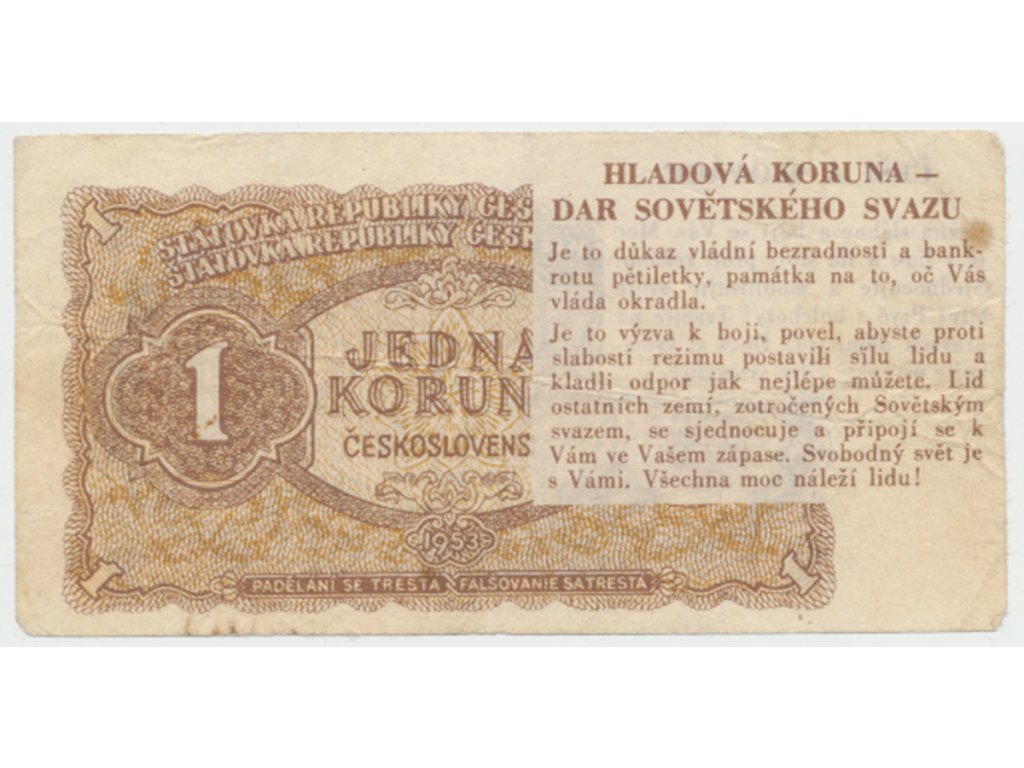 1
STÁTOVKA REPUBLIKY ČES
ŠTÁTOVKA REPUBLIKY ČESK
1
JEDNA
KORUN
ČESKOSLOVENS
1953
1
PADĚLÁNÍ SE TRESTÁ FALŠOVANIE SA TRESTÁ
1
HLADOVÁ KORUNA —
DAR SOVĚTSKÉHO SVAZU
Je to důkaz vládní bezradnosti a bank-
rotu pětiletky, památka na to, oč Vás
vláda okradla.
Je to výzva k boji, povel, abyste proti
slabosti režimu postavili sílu lidu a
kladli odpor jak nejlépe můžete. Lid
ostatních zemí, zotročených Sovětským
svazem, se sjednocuje a připojí se k
Vám ve Vašem zápase. Svobodný svět je
s Vámi. Všechna moc náleží lidu!